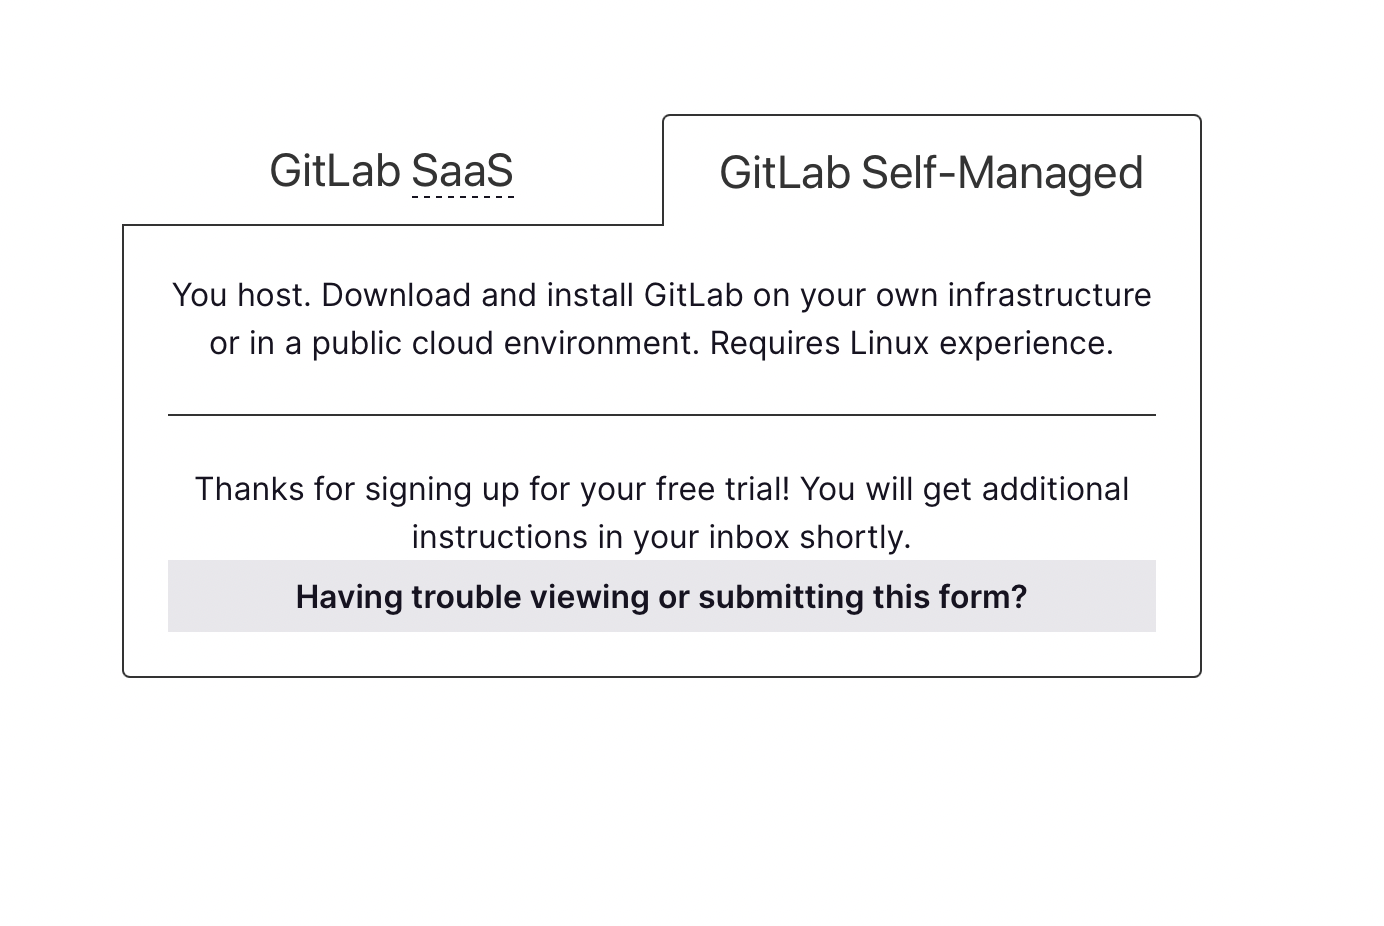 GitLab SaaS
GitLab Self-Managed
You host. Download and install GitLab on your own infrastructure
or in a public cloud environment. Requires Linux experience.
Thanks for signing up for your free trial! You will get additional
instructions in your inbox shortly.
Having trouble viewing or submitting this form?